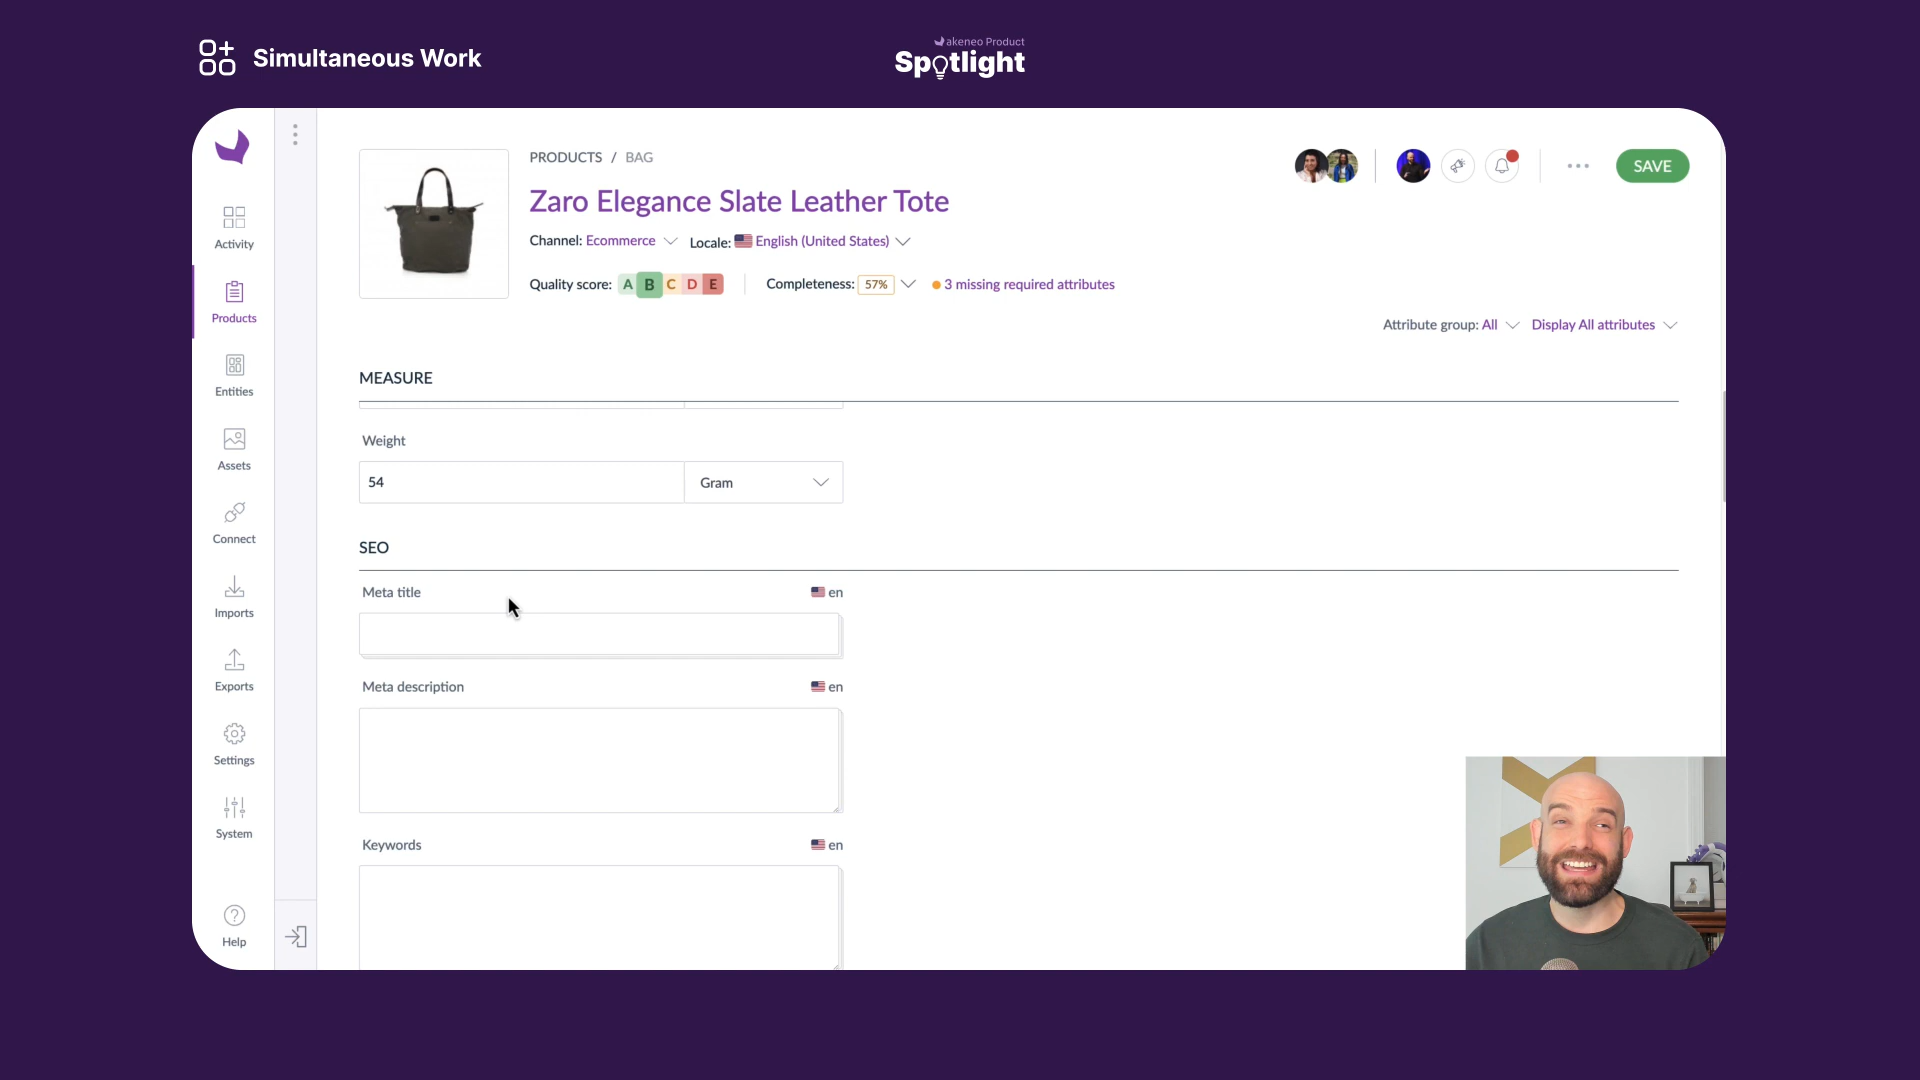 Simultaneous Work
akeneo Product
Spotlight
PRODUCTS / BAG
Zaro Elegance Slate Leather Tote
Channel: Ecommerce
Locale: English (United States)
Quality score: A B C D E
Completeness: 57%
3 missing required attributes
SAVE
Attribute group: All
Display All attributes
Activity
Products
Entities
Assets
Connect
Imports
Exports
Settings
System
Help
MEASURE
Weight
54
Gram
SEO
Meta title
en
Meta description
en
Keywords
en